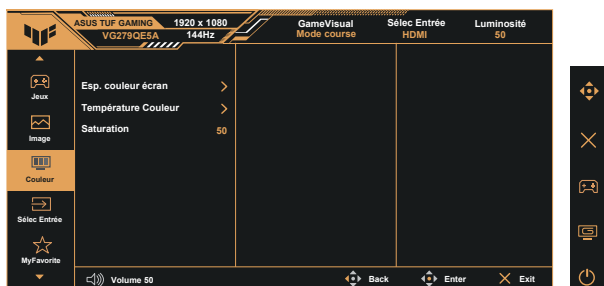 ASUS TUF GAMING 1920 x 1080 GameVisual Sélec Entrée Luminosité
VG279QE5A 144Hz Mode course HDMI 50
Jeux
Image
Couleur
Sélec Entrée
MyFavorite
Esp. couleur écran
Température Couleur
Saturation 50
Volume 50 Back Enter Exit